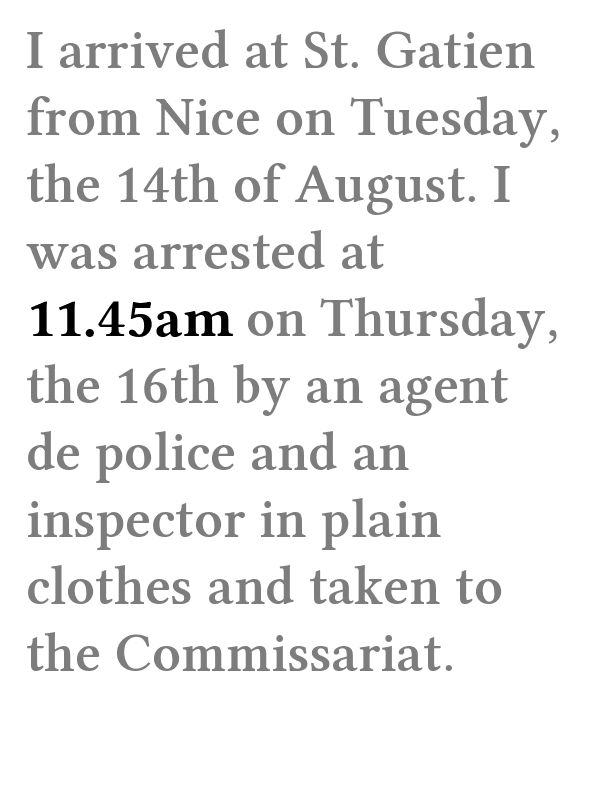 I arrived at St. Gatien
from Nice on Tuesday,
the 14th of August. I
was arrested at
11.45am on Thursday,
the 16th by an agent
de police and an
inspector in plain
clothes and taken to
the Commissariat.